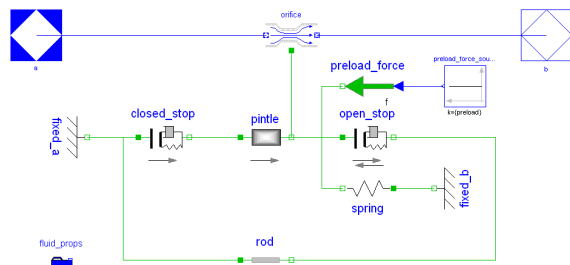 orifice
a
b
preload_force
preload_force_sou...
f
k=(preload)
closed_stop
pintle
open_stop
fixed_a
fixed_b
spring
fluid_props
rod